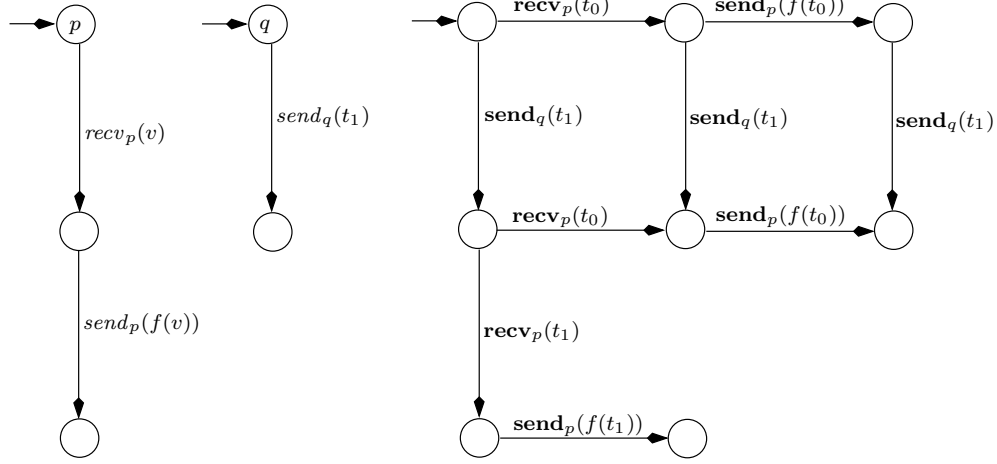 p
recv_p(v)
send_p(f(v))
q
send_q(t_1)
recv_p(t_0) send_p(f(t_0))
send_q(t_1) send_q(t_1) send_q(t_1)
recv_p(t_0) send_p(f(t_0))
recv_p(t_1)
send_p(f(t_1))